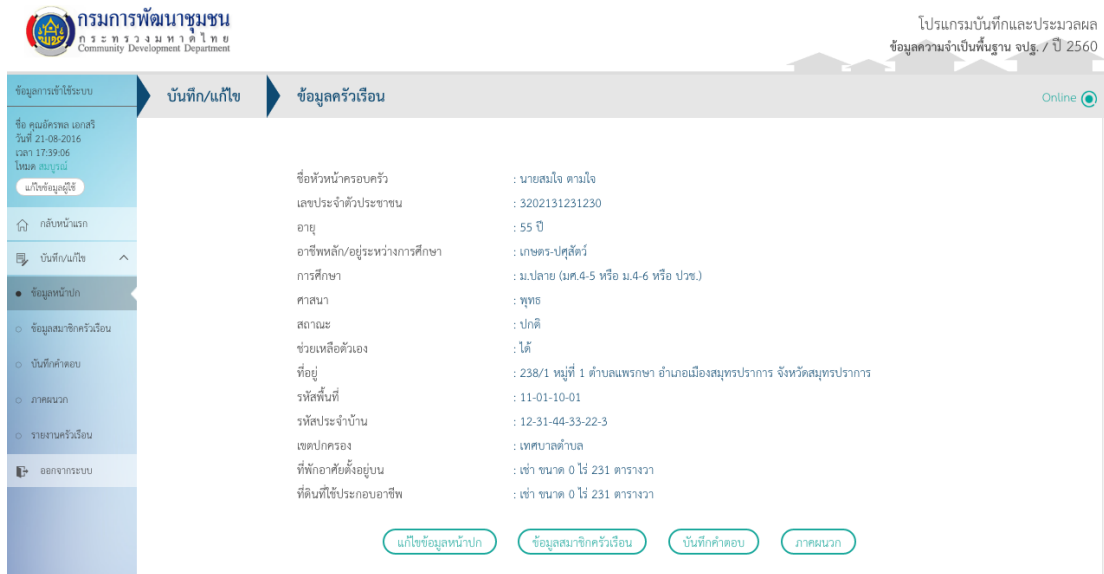 กรมการพัฒนาชุมชน
กระทรวงมหาดไทย
Community Development Department
โปรแกรมบันทึกและประมวลผล
ข้อมูลความจำเป็นพื้นฐาน จปฐ. / ปี 2560
ข้อมูลการเข้าใช้ระบบ
บันทึก/แก้ไข
ข้อมูลครัวเรือน
Online
ชื่อ คุณอัครพล เอกสริ
วันที่ 21-08-2016
เวลา 17:39:06
โหมด สมบูรณ์
แก้ไขข้อมูลผู้ใช้
กลับหน้าแรก
บันทึก/แก้ไข
ข้อมูลหน้าปก
ข้อมูลสมาชิกครัวเรือน
บันทึกคำตอบ
ภาคผนวก
รายงานครัวเรือน
ออกจากระบบ
ชื่อหัวหน้าครอบครัว : นายสมใจ ตามใจ
เลขประจำตัวประชาชน : 3202131231230
อายุ : 55 ปี
อาชีพหลัก/อยู่ระหว่างการศึกษา : เกษตร-ปศุสัตว์
การศึกษา : ม.ปลาย (มศ.4-5 หรือ ม.4-6 หรือ ปวช.)
ศาสนา : พุทธ
สถาณะ : ปกติ
ช่วยเหลือตัวเอง : ได้
ที่อยู่ : 238/1 หมู่ที่ 1 ตำบลแพรกษา อำเภอเมืองสมุทรปราการ จังหวัดสมุทรปราการ
รหัสพื้นที่ : 11-01-10-01
รหัสประจำบ้าน : 12-31-44-33-22-3
เขตปกครอง : เทศบาลตำบล
ที่พักอาศัยตั้งอยู่บน : เช่า ขนาด 0 ไร่ 231 ตารางวา
ที่ดินที่ใช้ประกอบอาชีพ : เช่า ขนาด 0 ไร่ 231 ตารางวา
แก้ไขข้อมูลหน้าปก ข้อมูลสมาชิกครัวเรือน บันทึกคำตอบ ภาคผนวก